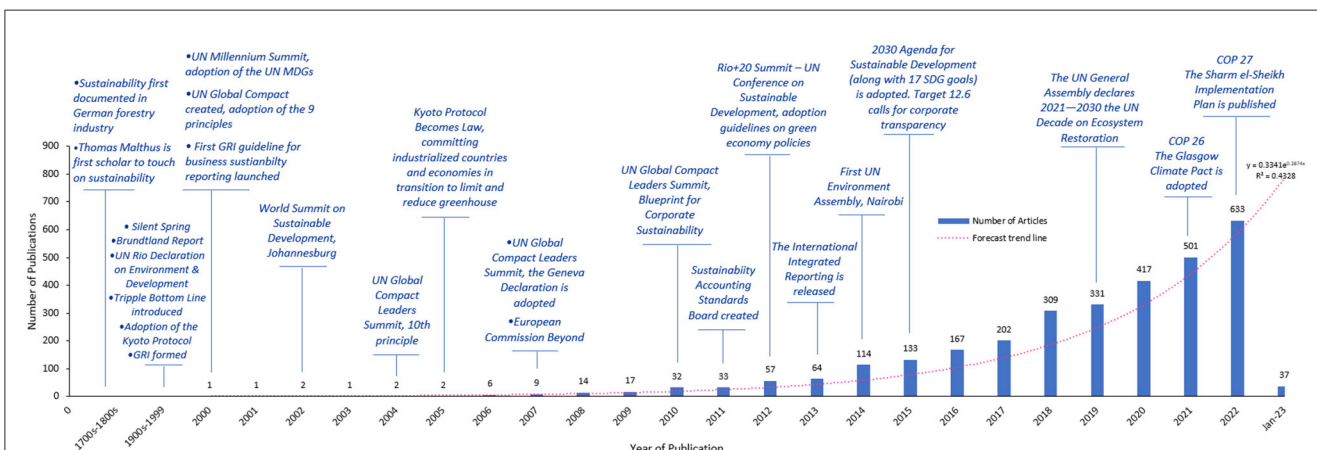 •Sustainability first
documented in
German forestry
industry
•Thomas Malthus is
first scholar to touch
on sustainability
• Silent Spring
•Brundtland Report
•UN Rio Declaration
on Environment &
Development
•Tripple Bottom Line
introduced
•Adoption of the
Kyoto Protocol
•GRI formed
•UN Millennium Summit,
adoption of the UN MDGs
•UN Global Compact
created, adoption of the 9
principles
• First GRI guideline for
business sustianbilty
reporting launched
World Summit on
Sustainable
Development,
Johannesburg
UN Global
Compact
Leaders
Summit, 10th
principle
Kyoto Protocol
Becomes Law,
committing
industrialized countries
and economies in
transition to limit and
reduce greenhouse
•UN Global
Compact Leaders
Summit, the Geneva
Declaration is
adopted
•European
Commission Beyond
UN Global Compact
Leaders Summit,
Blueprint for
Corporate
Sustainability
Sustainabiity
Accounting
Standards
Board created
Rio+20 Summit – UN
Conference on
Sustainable
Development, adoption
guidelines on green
economy policies
The International
Integrated
Reporting is
released
First UN
Environment
Assembly, Nairobi
2030 Agenda for
Sustainable Development
(along with 17 SDG goals)
is adopted. Target 12.6
calls for corporate
transparency
The UN General
Assembly declares
2021—2030 the UN
Decade on Ecosystem
Restoration
COP 26
The Glasgow
Climate Pact is
adopted
COP 27
The Sharm el-Sheikh
Implementation
Plan is published
y = 0.3341e^0.2874x
R² = 0.4328
Number of Articles
Forecast trend line
Number of Publications
900
800
700
600
500
400
300
200
100
0
1 1 2 1 2 2 6 9 14 17 32 33 57 64 114 133 167 202 309 331 417 501 633 37
0 1700s-1800s 1900s-1999 2000 2001 2002 2003 2004 2005 2006 2007 2008 2009 2010 2011 2012 2013 2014 2015 2016 2017 2018 2019 2020 2021 2022 Jan-23
Year of Publication